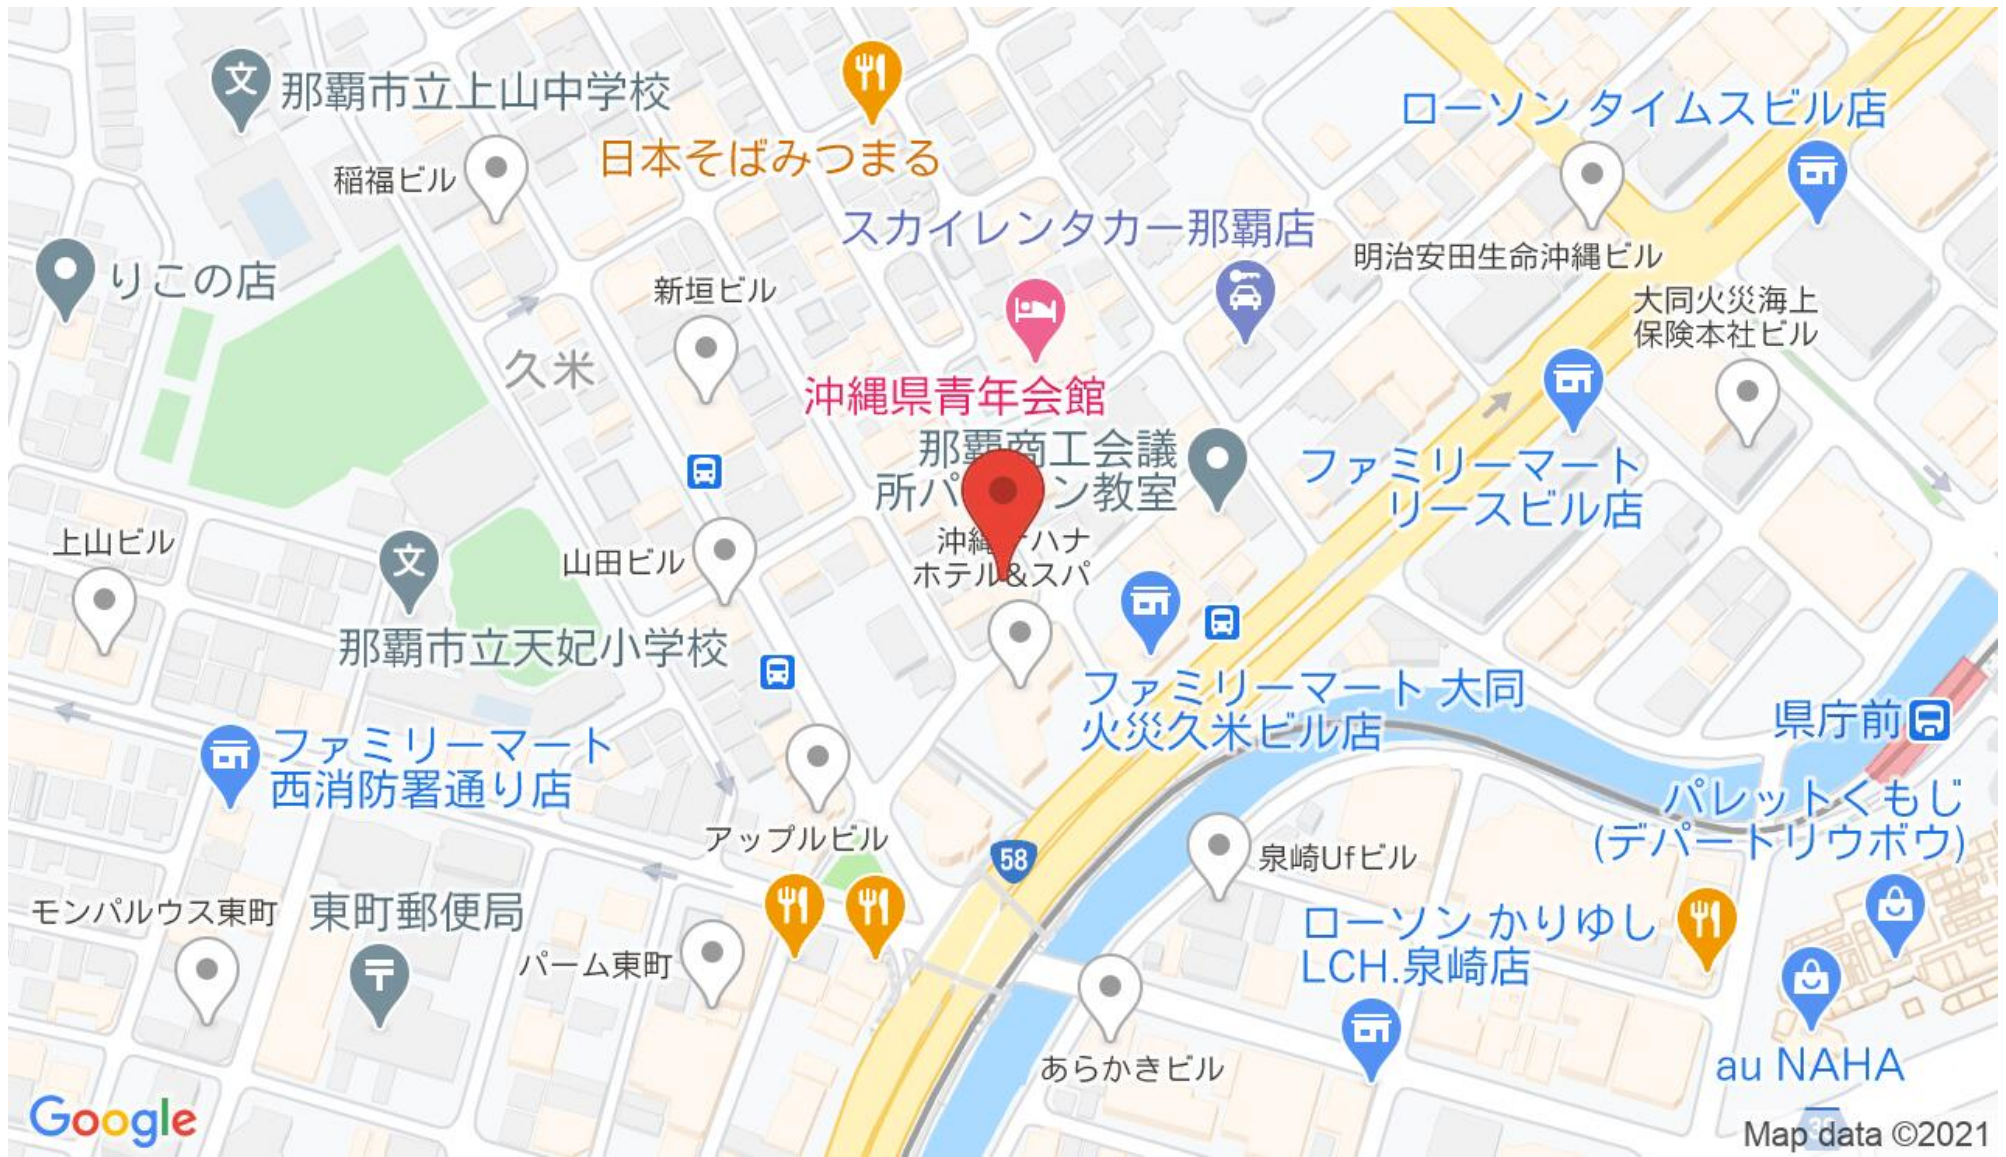 那覇市立上山中学校
稲福ビル
日本そばみつまる
ローソン タイムスビル店
スカイレンタカー那覇店
明治安田生命沖縄ビル
りこの店
新垣ビル
大同火災海上
保険本社ビル
久米
沖縄県青年会館
那覇商工会議
所パ ン教室
ファミリーマート
リースビル店
上山ビル
山田ビル
沖縄 ハナ
ホテル&スパ
那覇市立天妃小学校
ファミリーマート 大同
火災久米ビル店
県庁前
ファミリーマート
西消防署通り店
パレットくもじ
(デパートリウボウ)
アップルビル
58
泉崎Ufビル
モンパルウス東町
東町郵便局
パーム東町
ローソン かりゆし
LCH.泉崎店
あらかきビル
au NAHA
Google
Map data ©2021